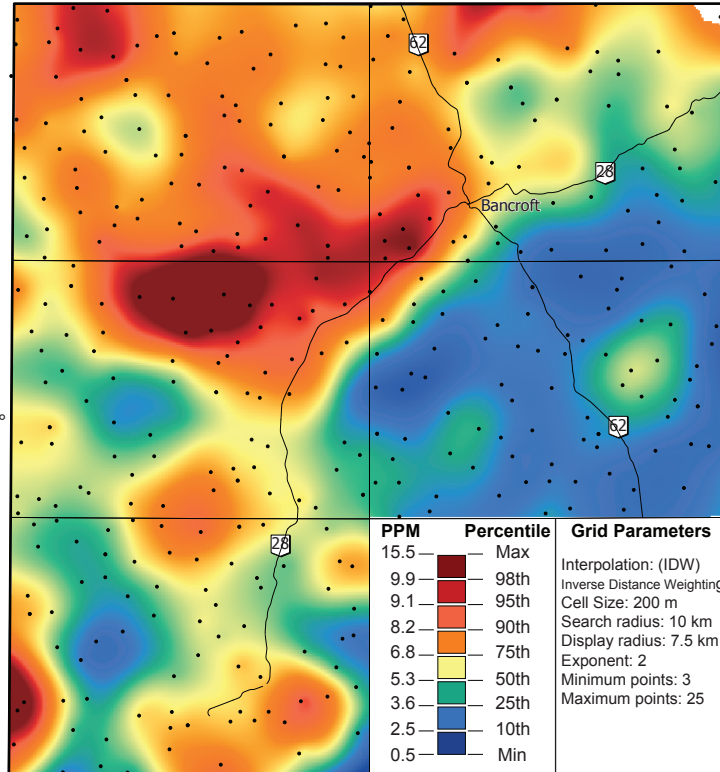 62
28
Bancroft
62
28
PPM Percentile
15.5 Max
9.9 98th
9.1 95th
8.2 90th
6.8 75th
5.3 50th
3.6 25th
2.5 10th
0.5 Min
Grid Parameters
Interpolation: (IDW)
Inverse Distance Weighting
Cell Size: 200 m
Search radius: 10 km
Display radius: 7.5 km
Exponent: 2
Minimum points: 3
Maximum points: 25